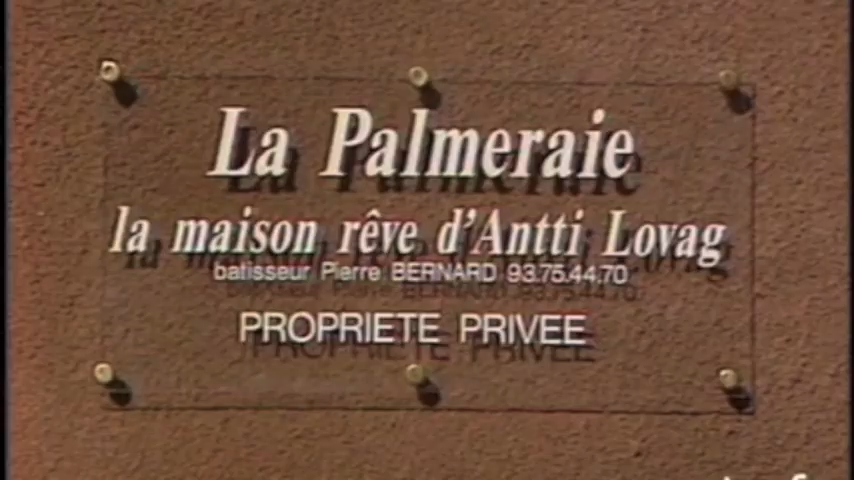 La Palmeraie
la maison rêve d'Antti Lovag
batisseur Pierre BERNARD 93.75.44.70
PROPRIETE PRIVEE